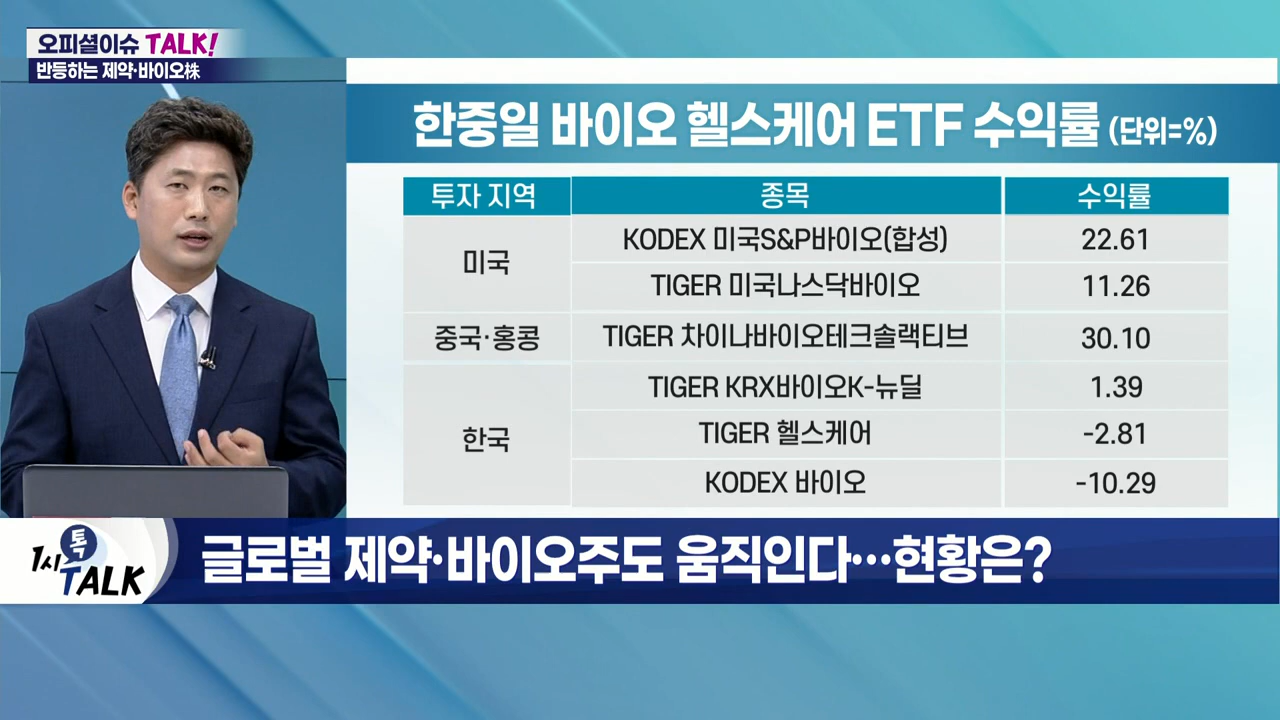 오피셜이슈 TALK!
반등하는 제약·바이오株
한중일 바이오 헬스케어 ETF 수익률 (단위=%)
투자 지역 종목 수익률
미국 KODEX 미국S&P바이오(합성) 22.61
TIGER 미국나스닥바이오 11.26
중국·홍콩 TIGER 차이나바이오테크솔랙티브 30.10
한국 TIGER KRX바이오K-뉴딜 1.39
TIGER 헬스케어 -2.81
KODEX 바이오 -10.29
1시 톡 TALK
글로벌 제약·바이오주도 움직인다…현황은?